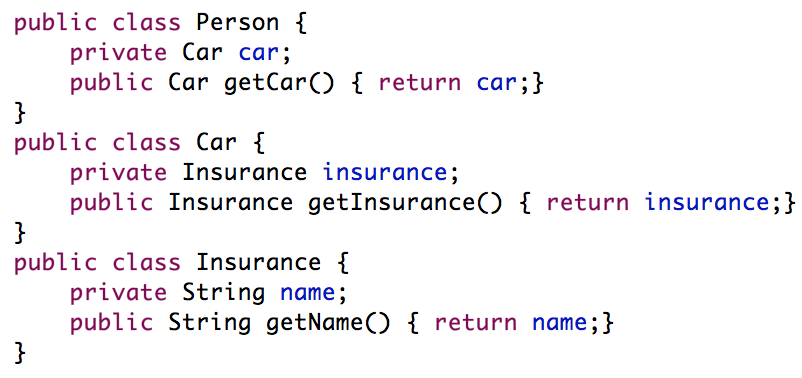 public class Person {
    private Car car;
    public Car getCar() { return car;}
}
public class Car {
    private Insurance insurance;
    public Insurance getInsurance() { return insurance;}
}
public class Insurance {
    private String name;
    public String getName() { return name;}
}